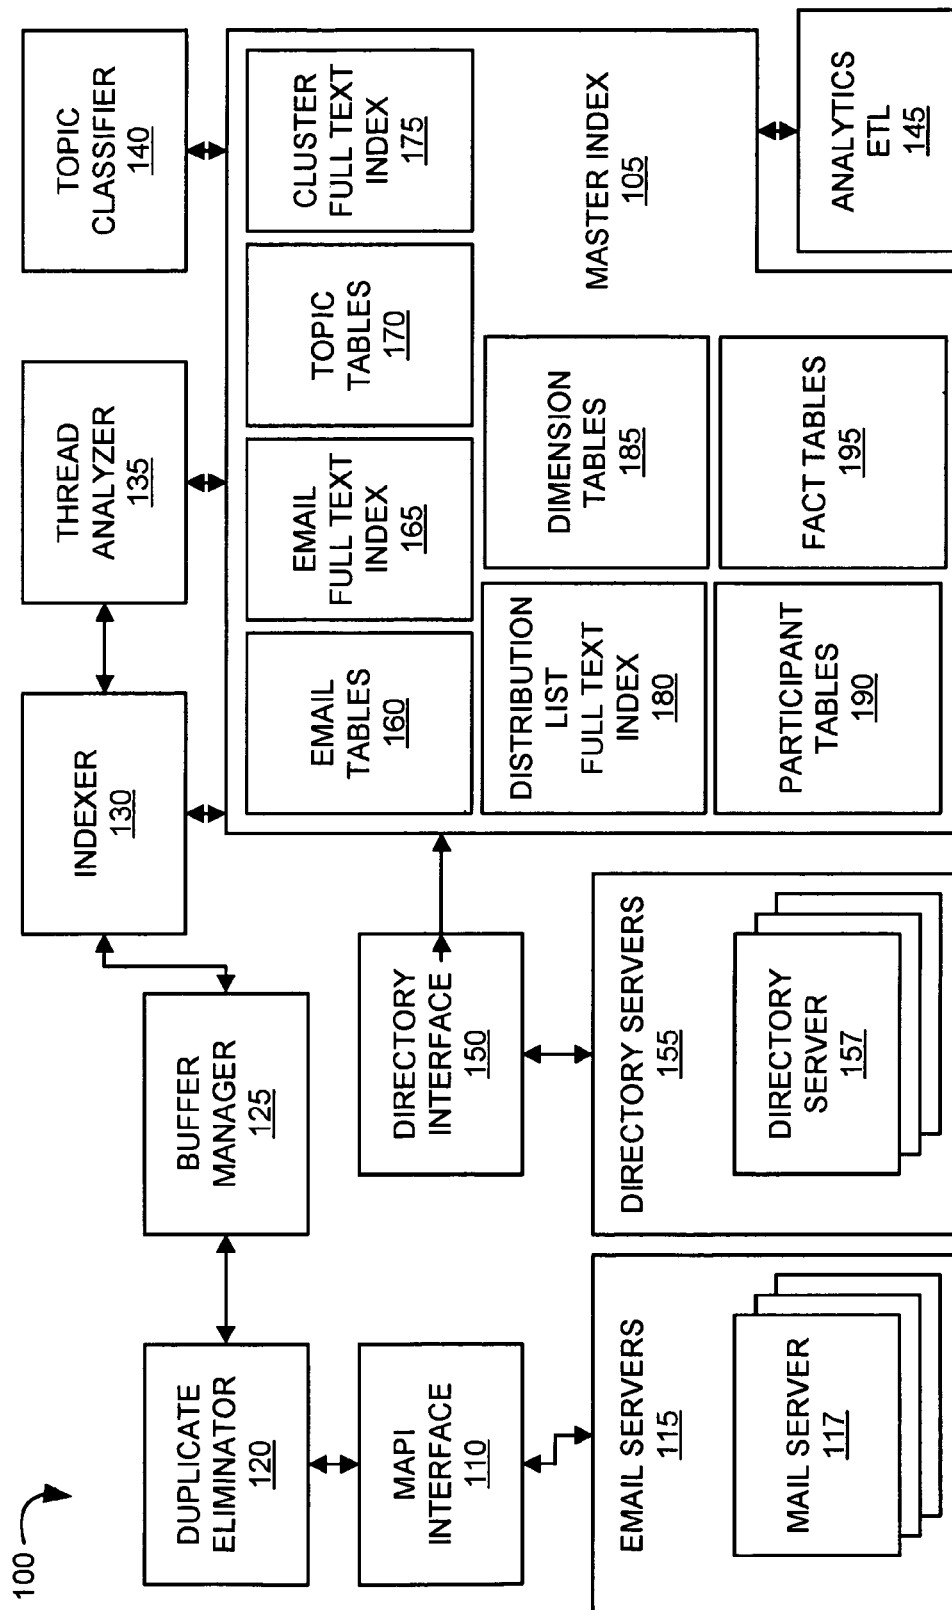 100
DUPLICATE
ELIMINATOR
120
BUFFER
MANAGER
125
INDEXER
130
THREAD
ANALYZER
135
TOPIC
CLASSIFIER
140
MAPI
INTERFACE
110
DIRECTORY
INTERFACE
150
EMAIL
TABLES
160
EMAIL
FULL TEXT
INDEX
165
TOPIC
TABLES
170
CLUSTER
FULL TEXT
INDEX
175
DISTRIBUTION
LIST
FULL TEXT
INDEX
180
DIMENSION
TABLES
185
MASTER INDEX
105
EMAIL SERVERS
115
MAIL SERVER
117
DIRECTORY SERVERS
155
DIRECTORY
SERVER
157
PARTICIPANT
TABLES
190
FACT TABLES
195
ANALYTICS
ETL
145